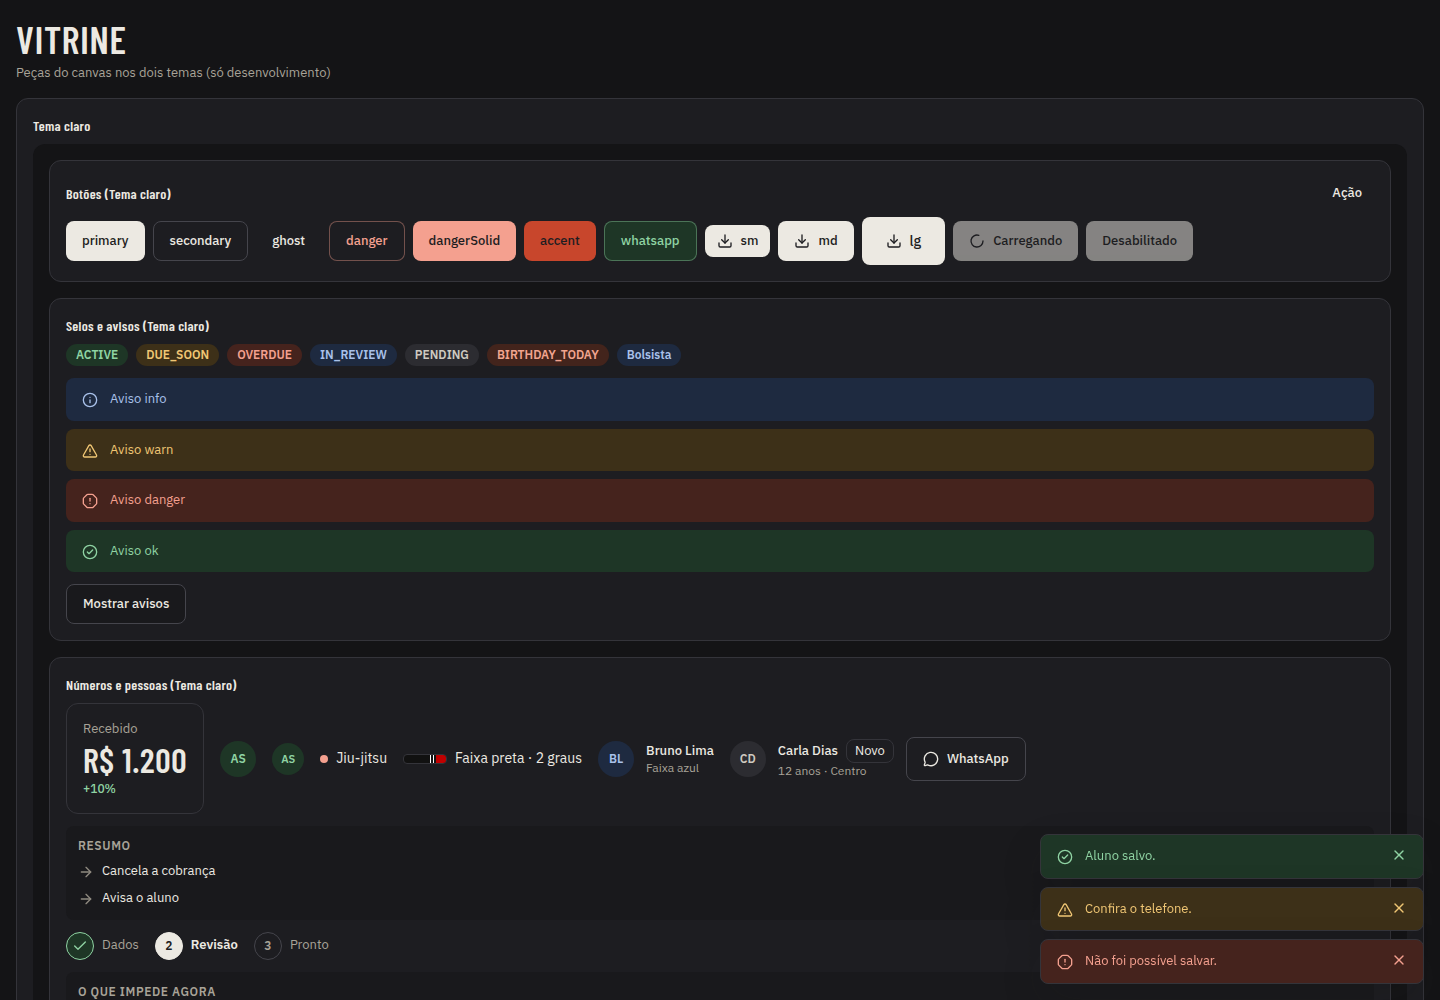 VITRINE
Peças do canvas nos dois temas (só desenvolvimento)
Tema claro
Botões (Tema claro)
Ação
primary
secondary
ghost
danger
dangerSolid
accent
whatsapp
sm
md
lg
Carregando
Desabilitado
Selos e avisos (Tema claro)
ACTIVE
DUE_SOON
OVERDUE
IN_REVIEW
PENDING
BIRTHDAY_TODAY
Bolsista
Aviso info
Aviso warn
Aviso danger
Aviso ok
Mostrar avisos
Números e pessoas (Tema claro)
Recebido
R$ 1.200
+10%
AS
AS
Jiu-jitsu
Faixa preta · 2 graus
BL
Bruno Lima
Faixa azul
CD
Carla Dias
Novo
12 anos · Centro
WhatsApp
RESUMO
Cancela a cobrança
Avisa o aluno
Dados
2
Revisão
3
Pronto
O QUE IMPEDE AGORA
Aluno salvo.
Confira o telefone.
Não foi possível salvar.